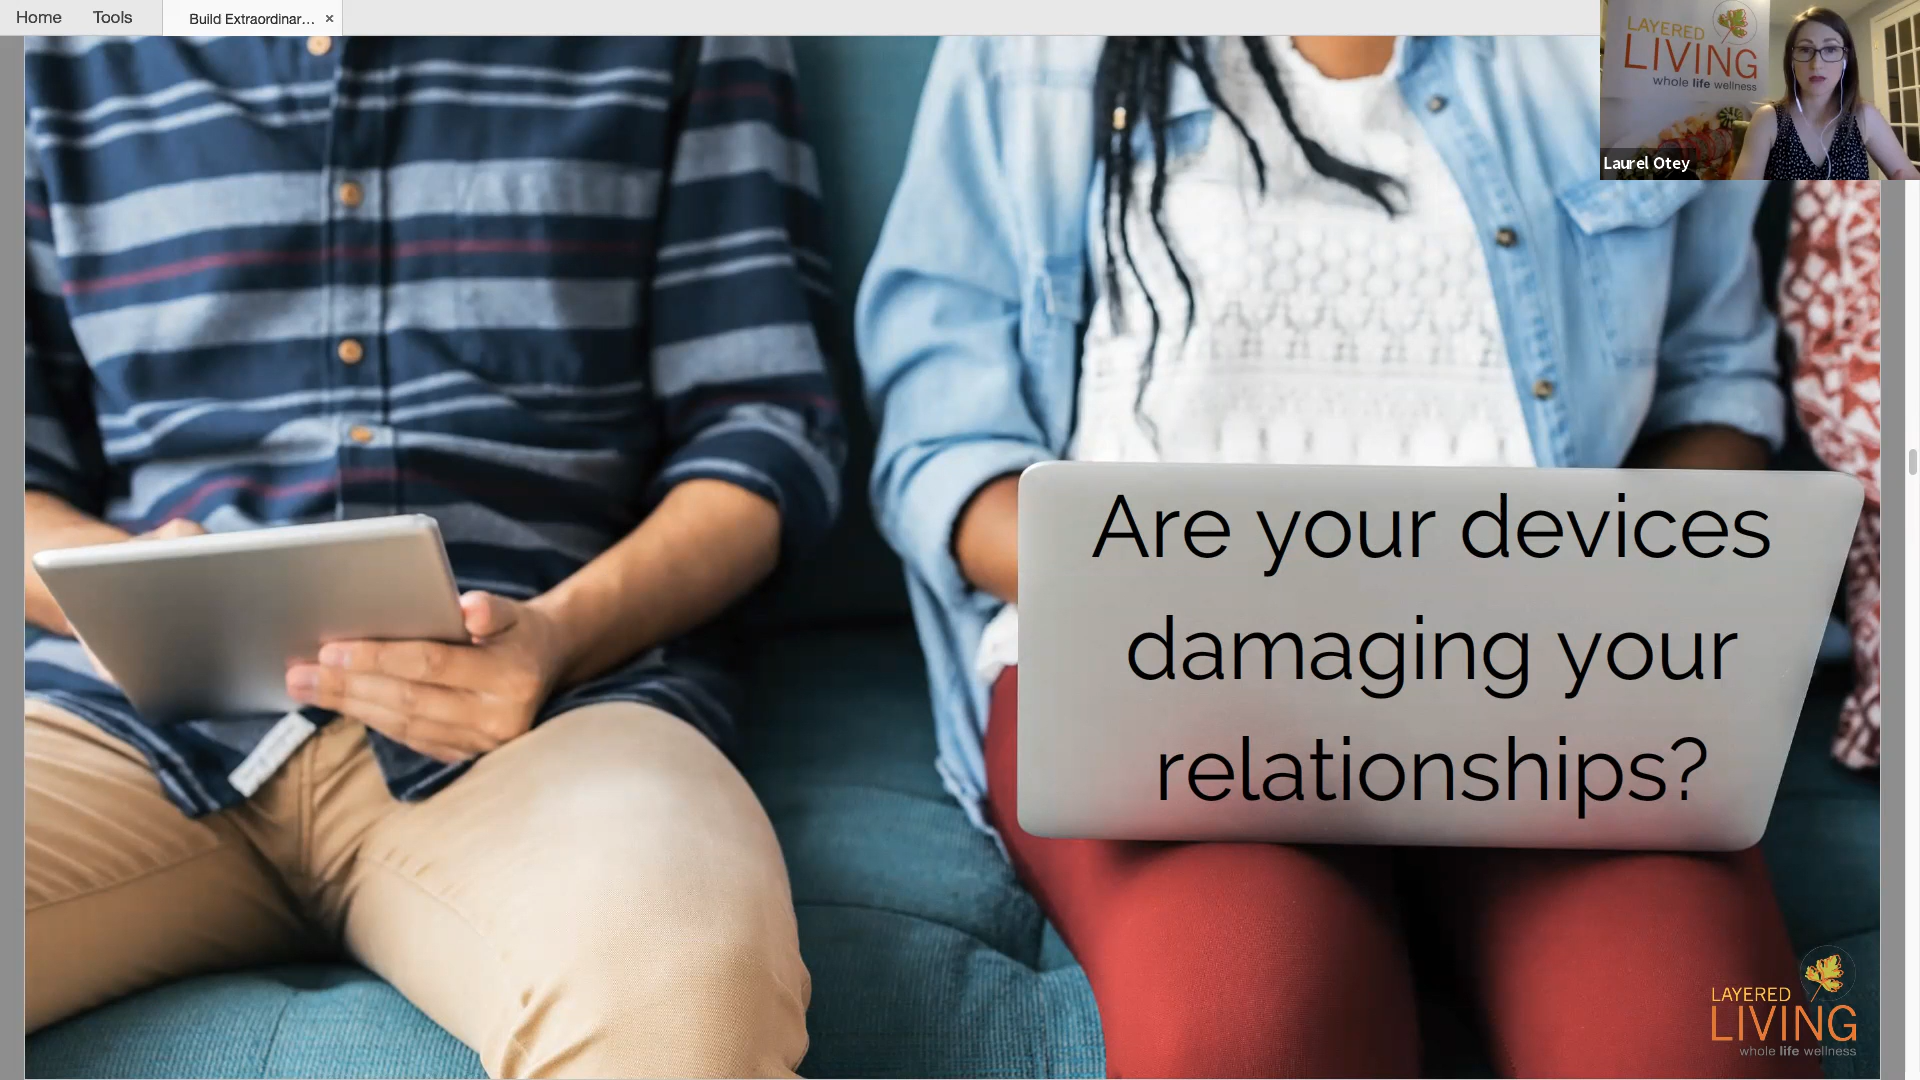 Home
Tools
Build Extraordinar...
LAYERED
LIVING
whole life wellness
Laurel Otey
Are your devices
damaging your
relationships?
LAYERED
LIVING
whole life wellness